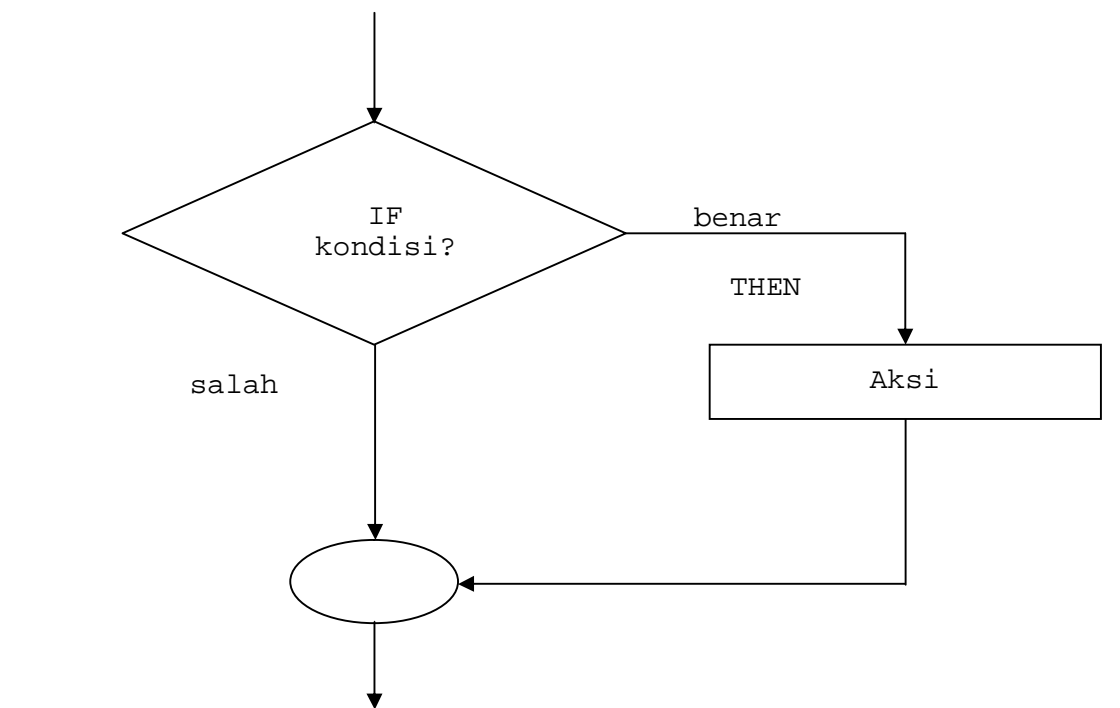 IF
kondisi?
benar
THEN
salah
Aksi